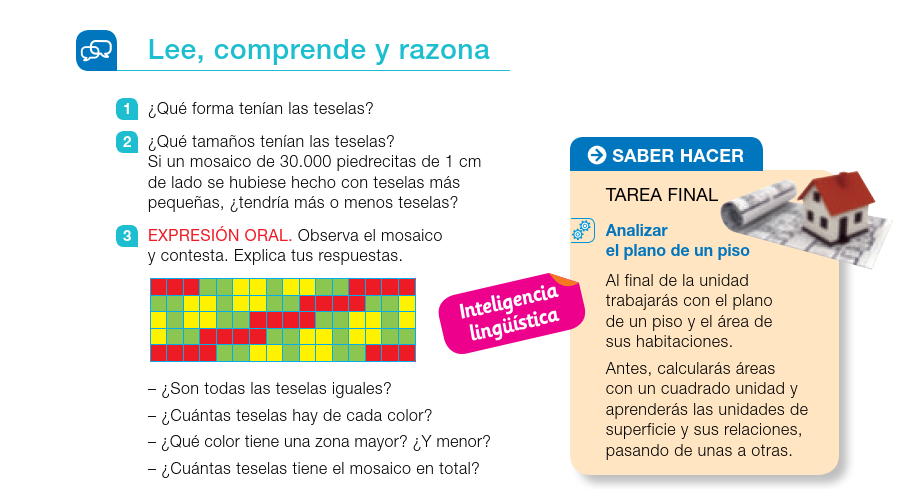 Lee, comprende y razona
1 ¿Qué forma tenían las teselas?
2 ¿Qué tamaños tenían las teselas?
Si un mosaico de 30.000 piedrecitas de 1 cm
de lado se hubiese hecho con teselas más
pequeñas, ¿tendría más o menos teselas?
3 EXPRESIÓN ORAL. Observa el mosaico
y contesta. Explica tus respuestas.
– ¿Son todas las teselas iguales?
– ¿Cuántas teselas hay de cada color?
– ¿Qué color tiene una zona mayor? ¿Y menor?
– ¿Cuántas teselas tiene el mosaico en total?
Inteligencia
lingüística
SABER HACER
TAREA FINAL
Analizar
el plano de un piso
Al final de la unidad
trabajarás con el plano
de un piso y el área de
sus habitaciones.
Antes, calcularás áreas
con un cuadrado unidad y
aprenderás las unidades de
superficie y sus relaciones,
pasando de unas a otras.